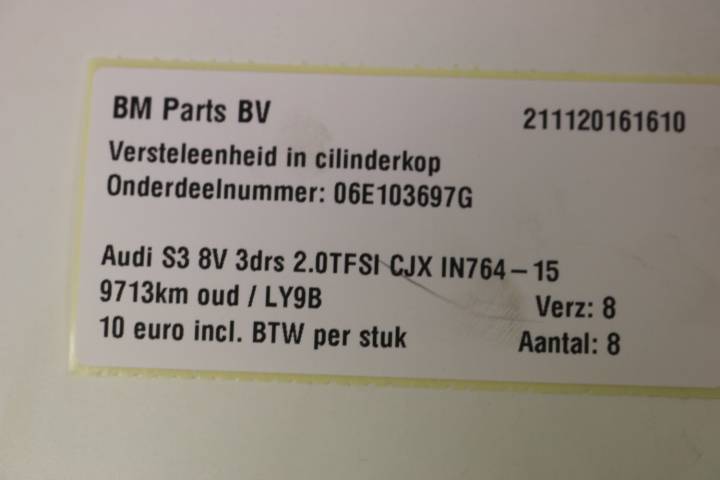 BM Parts BV 211120161610
Versteleenheid in cilinderkop
Onderdeelnummer: 06E103697G
Audi S3 8V 3drs 2.0TFSI CJX IN764-15
9713km oud / LY9B Verz: 8
10 euro incl. BTW per stuk Aantal: 8